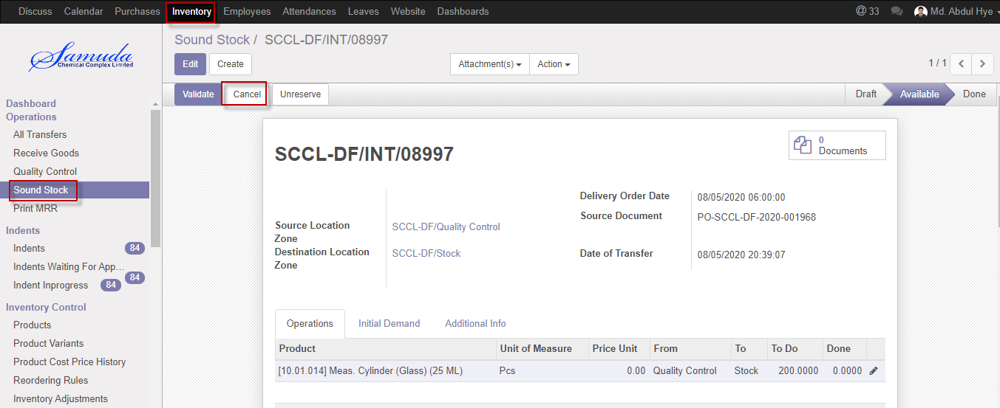 Discuss Calendar Purchases Inventory Employees Attendances Leaves Website Dashboards @ 33 Md. Abdul Hye
Samuda
Chemical Complex Limited
Sound Stock / SCCL-DF/INT/08997
Edit Create Attachment(s) Action 1 / 1
Validate Cancel Unreserve Draft Available Done
Dashboard
Operations
All Transfers
Receive Goods
Quality Control
Sound Stock
Print MRR
Indents
Indents 84
Indents Waiting For App...
84
Indent Inprogress 84
Inventory Control
Products
Product Variants
Product Cost Price History
Reordering Rules
Inventory Adjustments
0
Documents
SCCL-DF/INT/08997
Delivery Order Date 08/05/2020 06:00:00
Source Document PO-SCCL-DF-2020-001968
Source Location Zone SCCL-DF/Quality Control
Destination Location Zone SCCL-DF/Stock
Date of Transfer 08/05/2020 20:39:07
Operations Initial Demand Additional Info
Product Unit of Measure Price Unit From To To Do Done
[10.01.014] Meas. Cylinder (Glass) (25 ML) Pcs 0.00 Quality Control Stock 200.0000 0.0000